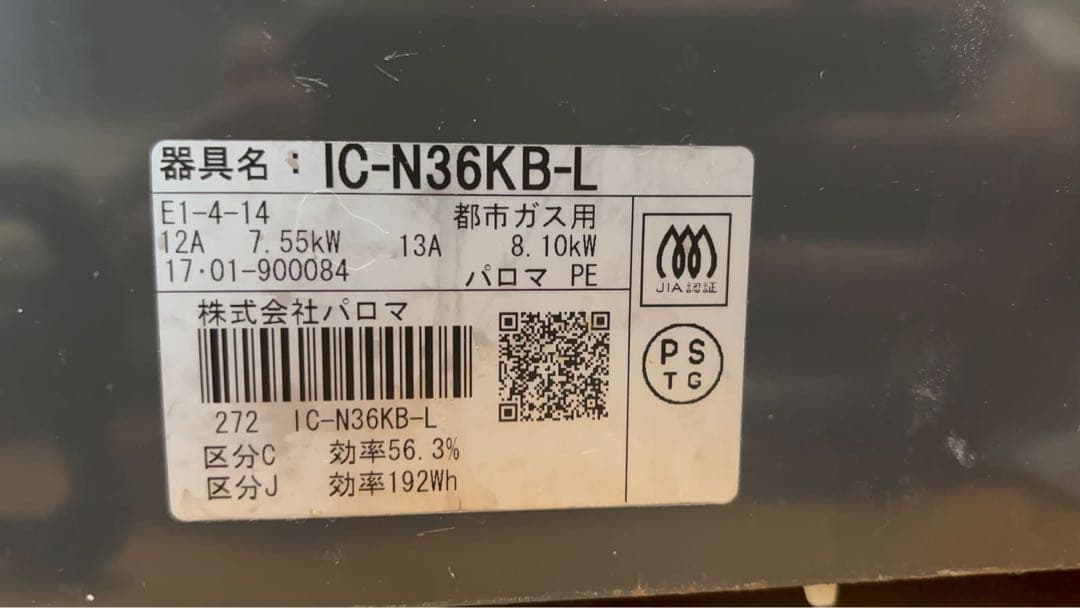 器具名：IC-N36KB-L
E1-4-14 都市ガス用
12A 7.55kW 13A 8.10kW
17・01-900084 パロマ PE
JIA認証
株式会社パロマ
PS
TG
272 IC-N36KB-L
区分C 効率56.3%
区分J 効率192Wh